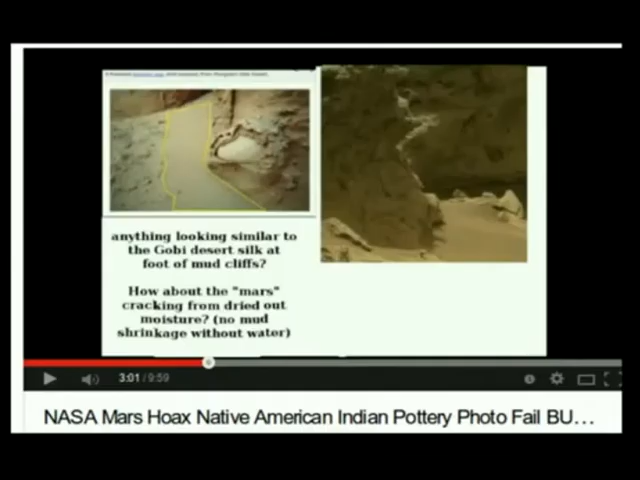 anything looking similar to
the Gobi desert silk at
foot of mud cliffs?
How about the "mars"
cracking from dried out
moisture? (no mud
shrinkage without water)
3:01 / 9:59
NASA Mars Hoax Native American Indian Pottery Photo Fail BU...